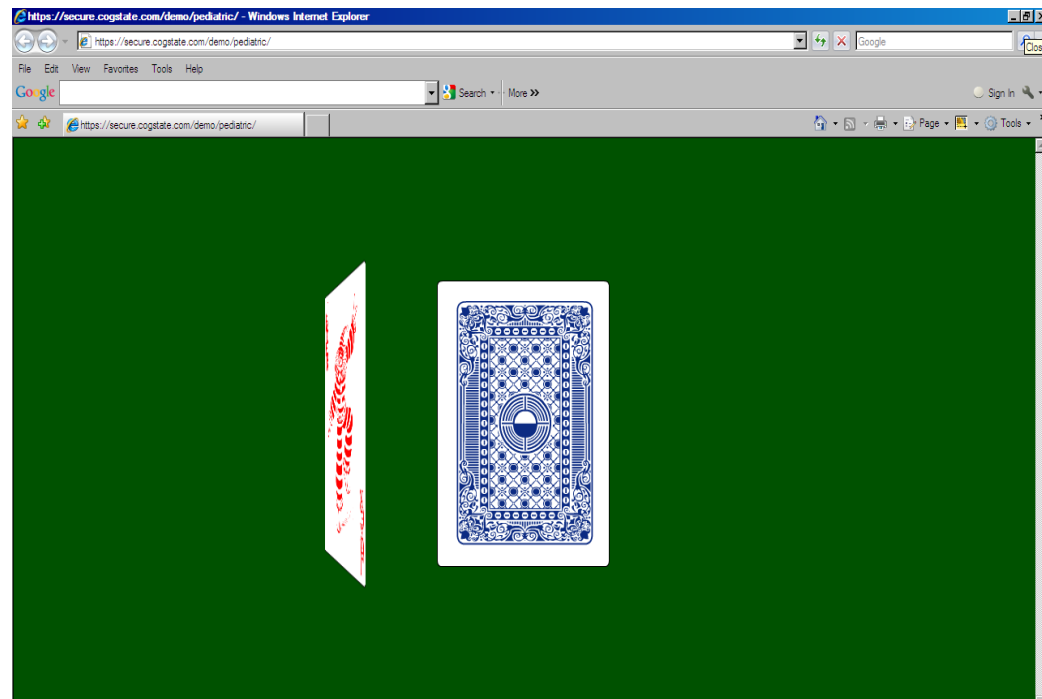 https://secure.cogstate.com/demo/pediatric/ - Windows Internet Explorer
https://secure.cogstate.com/demo/pediatric/ Google
Clos
File Edit View Favorites Tools Help
Google Search More >> Sign In
https://secure.cogstate.com/demo/pediatric/ Page Tools